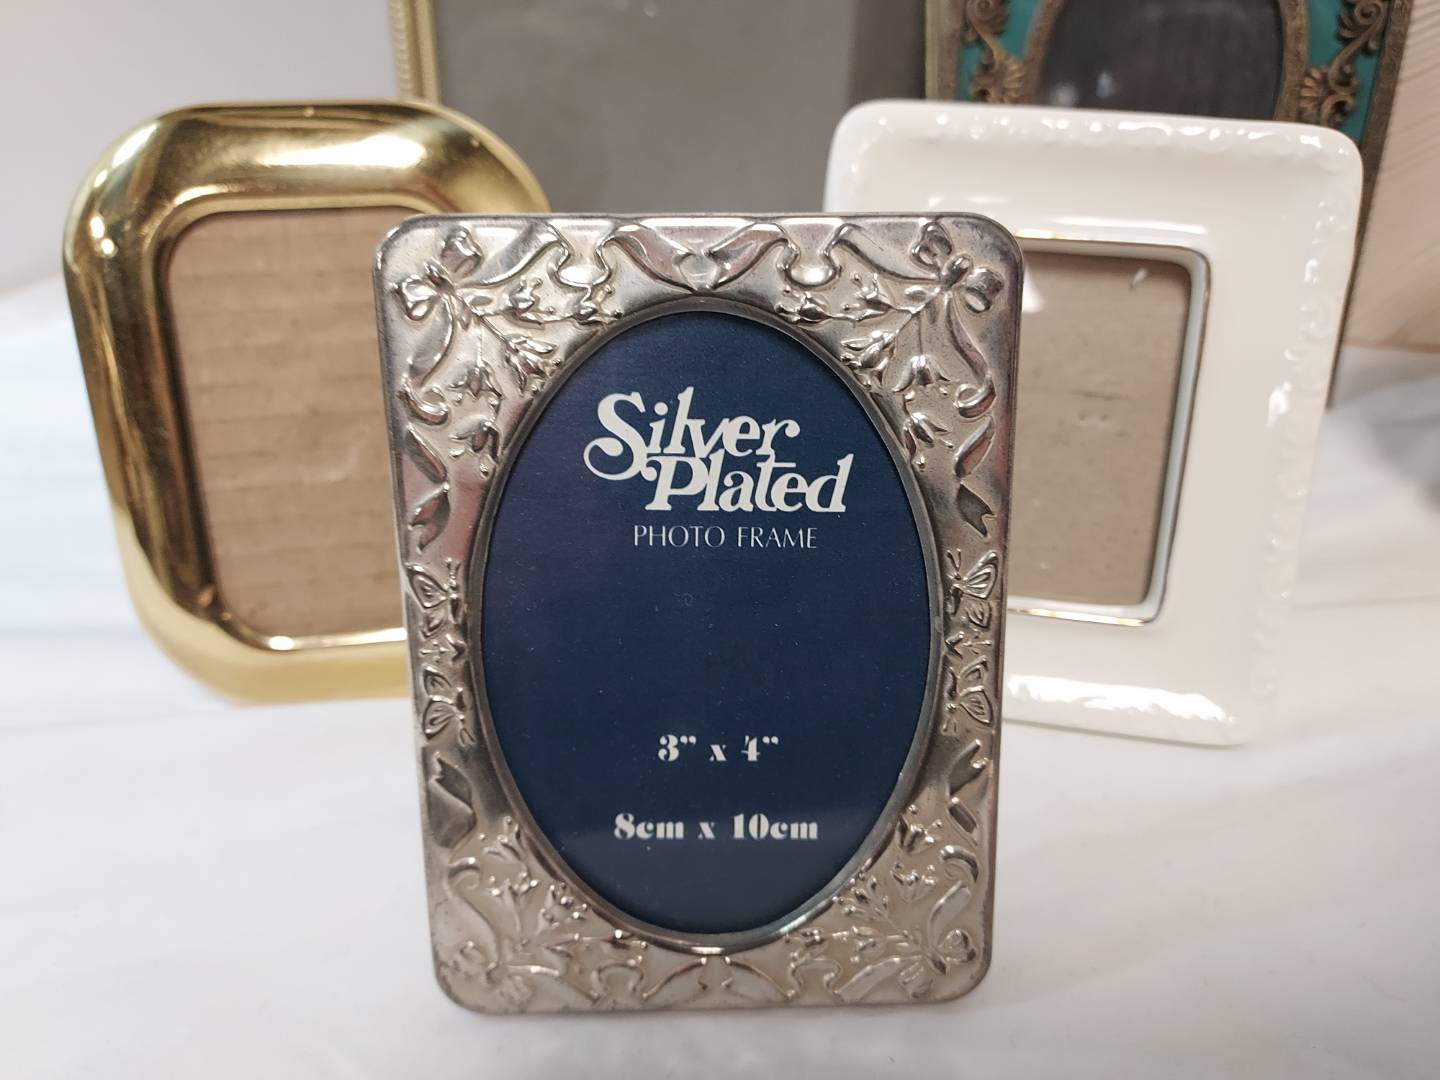 Silver
Plated
PHOTO FRAME
3" x 4"
8cm x 10cm